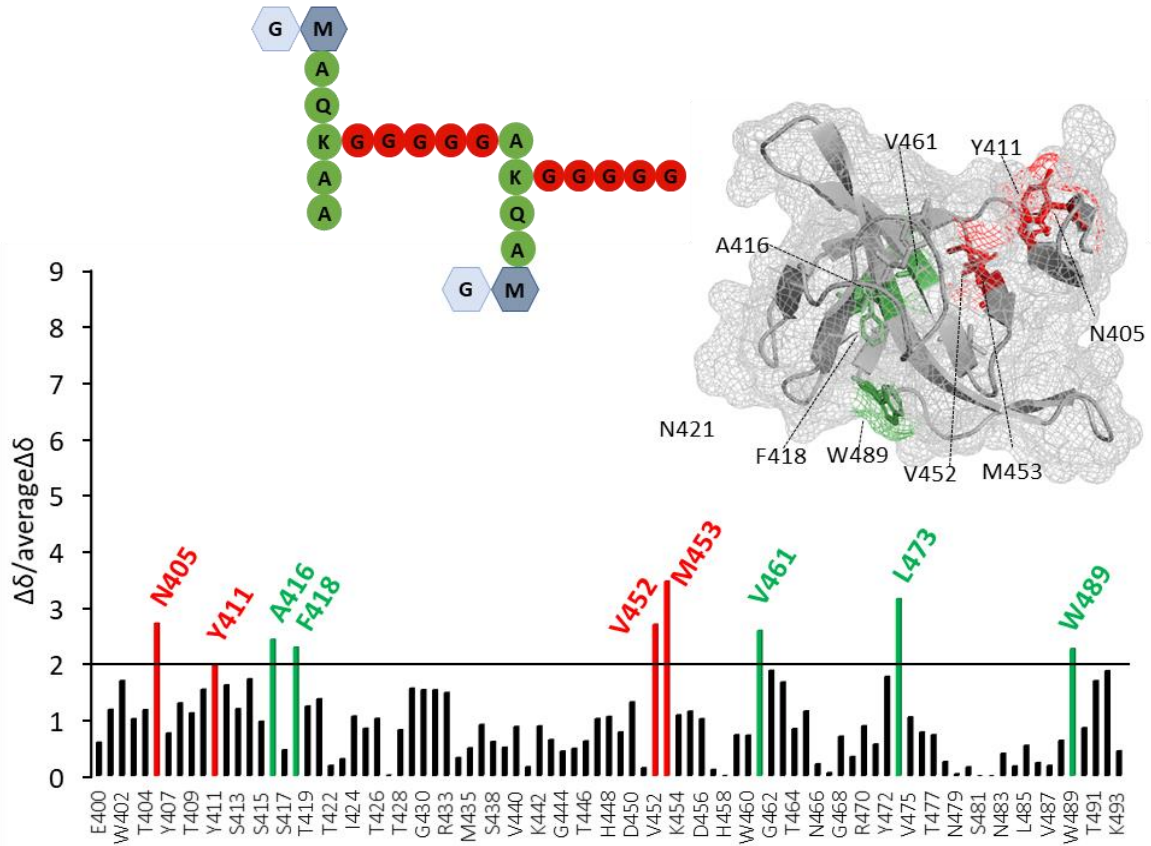 G M
A
Q
K G G G G G A
A K G G G G G
A Q
A
G M
V461
Y411
A416
N405
N421
F418
W489
V452
M453
9
8
7
6
5
4
3
2
1
0
Δδ/averageΔδ
N405
Y411
A416
F418
V452
M453
V461
L473
W489
E400
W402
T404
Y407
T409
Y411
S413
S415
S417
T419
T422
I424
T426
T428
G430
R433
M435
S438
V440
K442
G444
T446
H448
D450
V452
K454
D456
H458
W460
G462
T464
N466
G468
R470
Y472
V475
T477
N479
S481
N483
L485
V487
W489
T491
K493